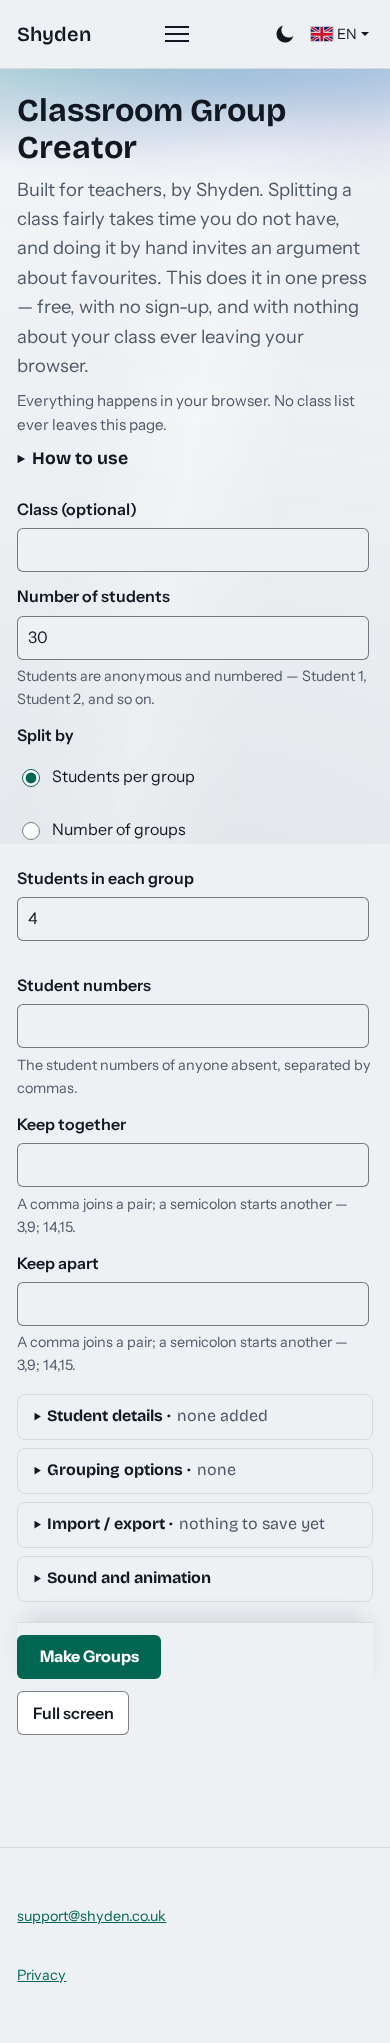 Shyden
EN
Classroom Group
Creator
Built for teachers, by Shyden. Splitting a
class fairly takes time you do not have,
and doing it by hand invites an argument
about favourites. This does it in one press
— free, with no sign-up, and with nothing
about your class ever leaving your
browser.
Everything happens in your browser. No class list
ever leaves this page.
How to use
Class (optional)
Number of students
30
Students are anonymous and numbered — Student 1,
Student 2, and so on.
Split by
Students per group
Number of groups
Students in each group
4
Student numbers
The student numbers of anyone absent, separated by
commas.
Keep together
A comma joins a pair; a semicolon starts another —
3,9; 14,15.
Keep apart
A comma joins a pair; a semicolon starts another —
3,9; 14,15.
Student details · none added
Grouping options · none
Import / export · nothing to save yet
Sound and animation
Make Groups
Full screen
support@shyden.co.uk
Privacy